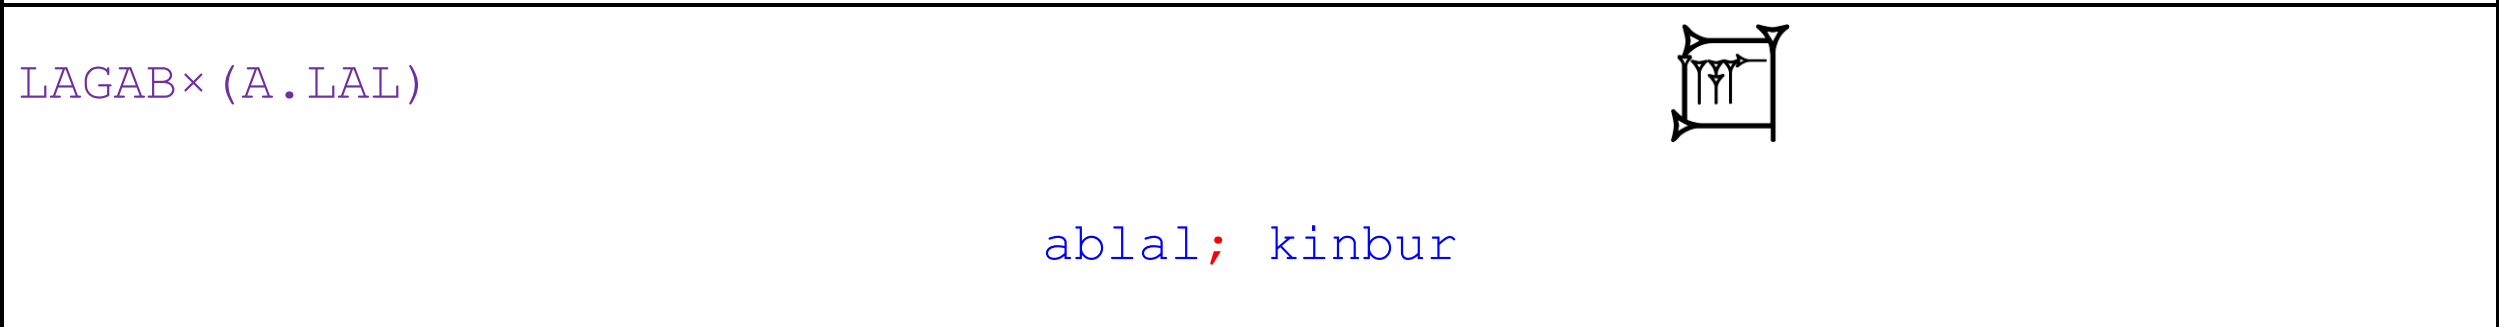 LAGAB×(A.LAL) 𒇽
ablal; kinbur